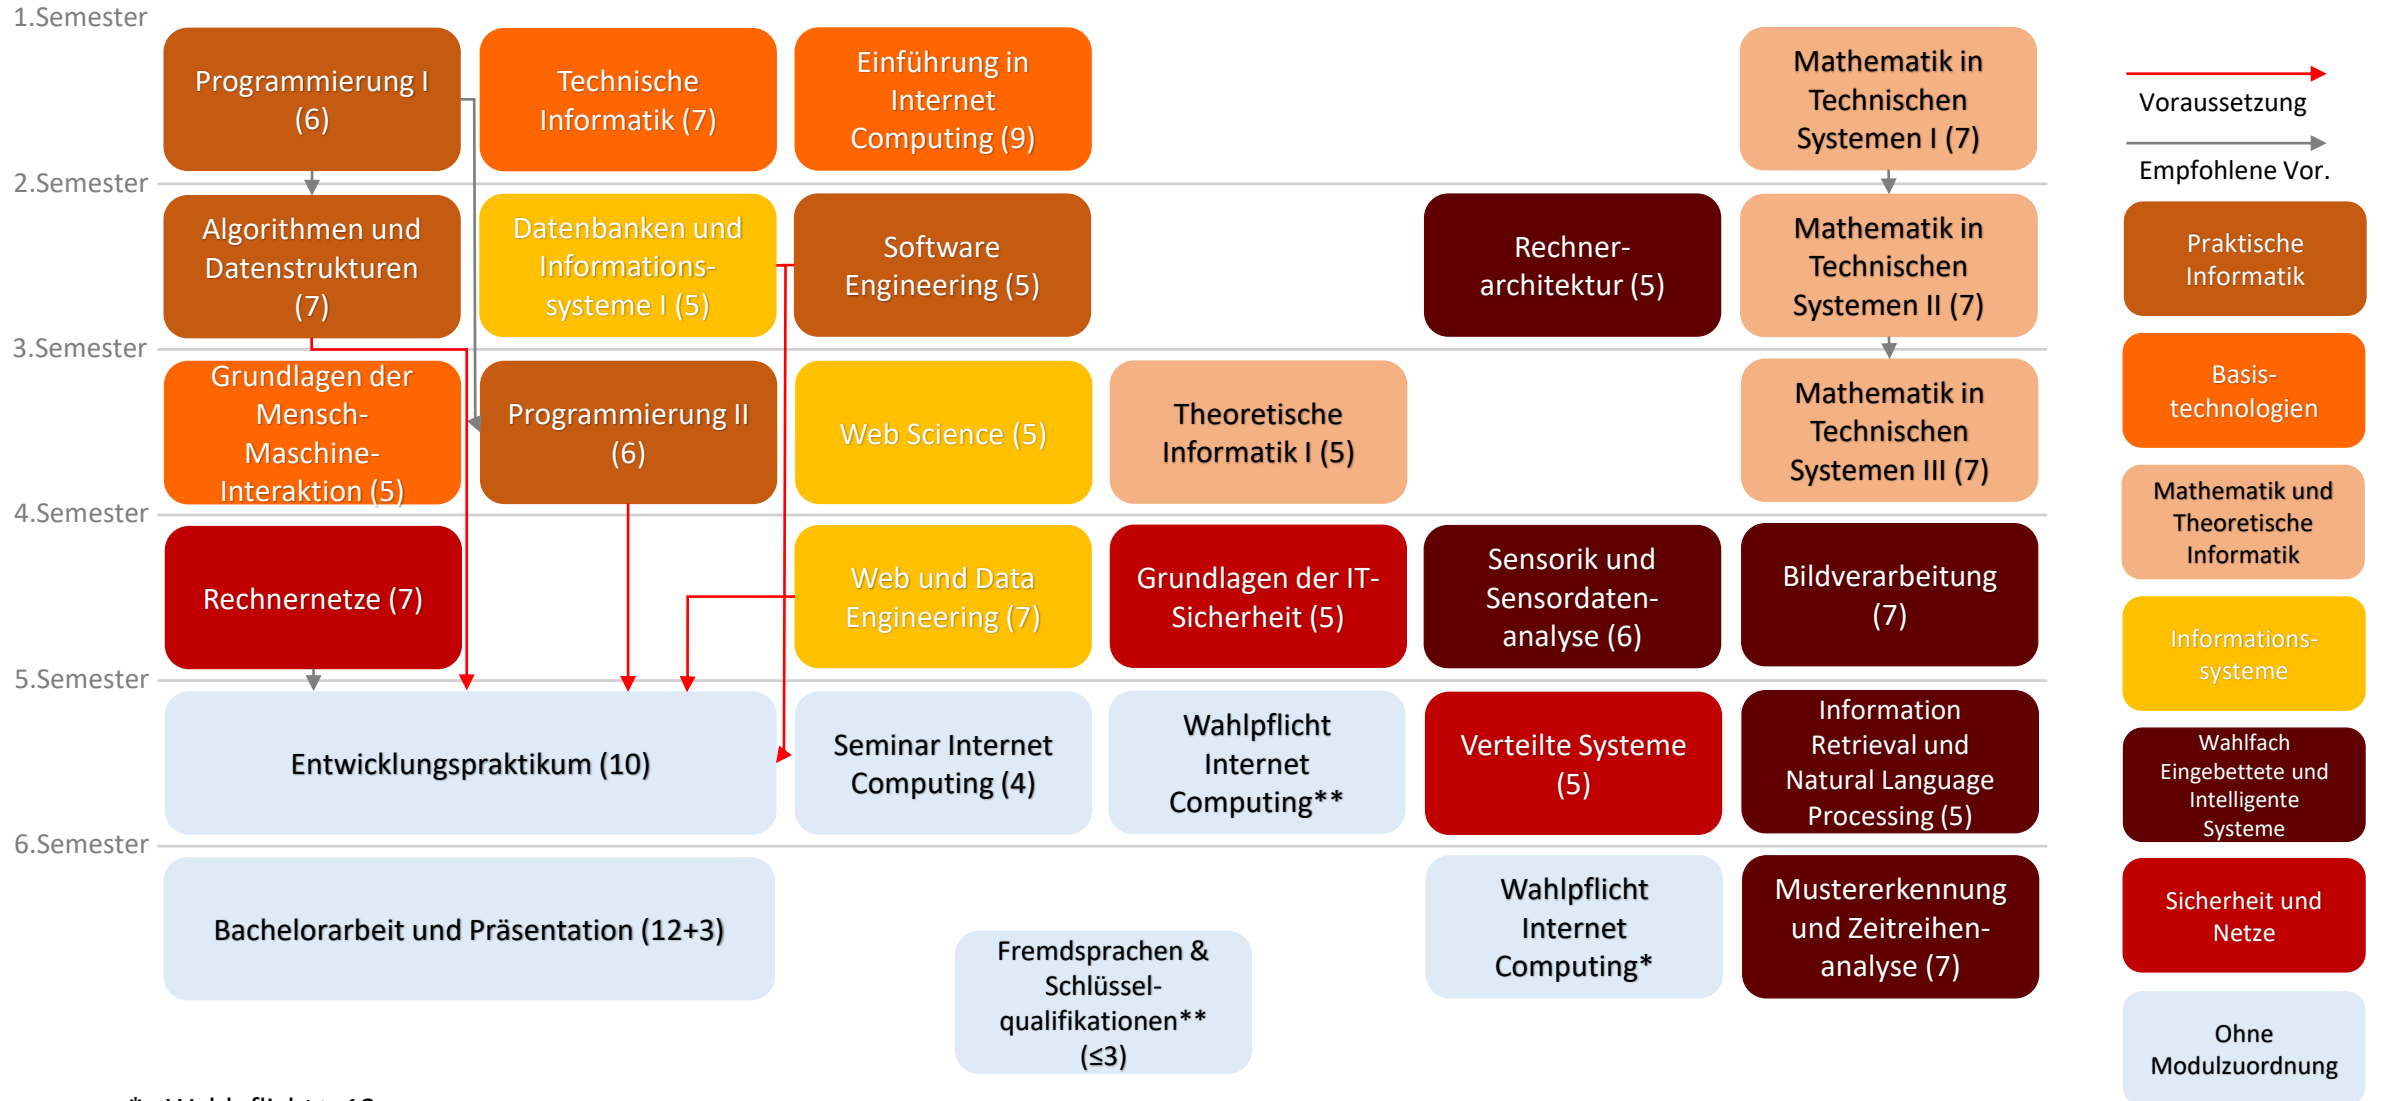 1.Semester
Programmierung I
(6)
Technische
Informatik (7)
Einführung in
Internet
Computing (9)
Mathematik in
Technischen
Systemen I (7)
Voraussetzung
Empfohlene Vor.
2.Semester
Algorithmen und
Datenstrukturen
(7)
Datenbanken und
Informations-
systeme I (5)
Software
Engineering (5)
Rechner-
architektur (5)
Mathematik in
Technischen
Systemen II (7)
Praktische
Informatik
3.Semester
Grundlagen der
Mensch-
Maschine-
Interaktion (5)
Programmierung II
(6)
Web Science (5)
Theoretische
Informatik I (5)
Mathematik in
Technischen
Systemen III (7)
Basis-
technologien
Mathematik und
Theoretische
Informatik
4.Semester
Rechnernetze (7)
Web und Data
Engineering (7)
Grundlagen der IT-
Sicherheit (5)
Sensorik und
Sensordaten-
analyse (6)
Bildverarbeitung
(7)
Informations-
systeme
5.Semester
Entwicklungspraktikum (10)
Seminar Internet
Computing (4)
Wahlpflicht
Internet
Computing**
Verteilte Systeme
(5)
Information
Retrieval und
Natural Language
Processing (5)
Wahlfach
Eingebettete und
Intelligente
Systeme
6.Semester
Bachelorarbeit und Präsentation (12+3)
Fremdsprachen &
Schlüssel-
qualifikationen**
(≤3)
Wahlpflicht
Internet
Computing*
Mustererkennung
und Zeitreihen-
analyse (7)
Sicherheit und
Netze
Ohne
Modulzuordnung